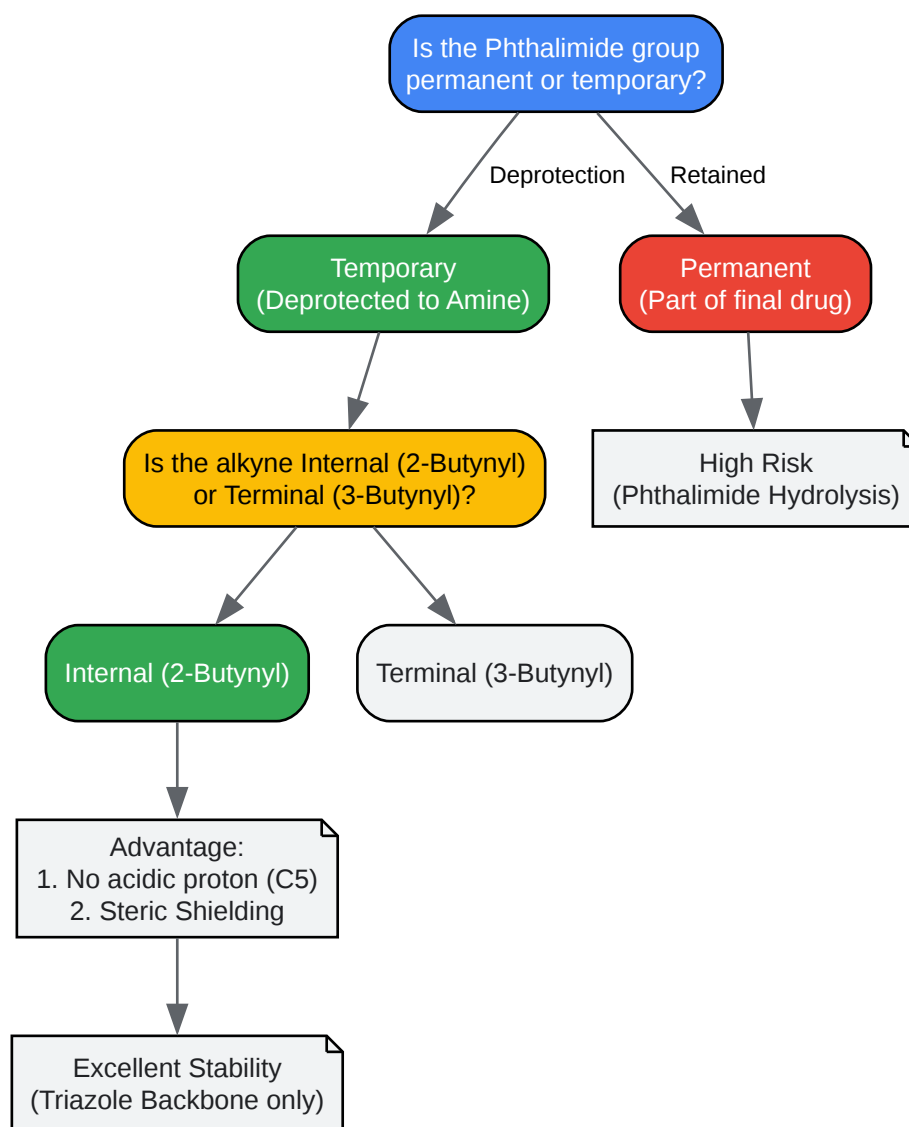 Is the Phthalimide group
permanent or temporary?
Deprotection
Retained
Temporary
(Deprotected to Amine)
Permanent
(Part of final drug)
Is the alkyne Internal (2-Butynyl)
or Terminal (3-Butynyl)?
High Risk
(Phthalimide Hydrolysis)
Internal (2-Butynyl)
Terminal (3-Butynyl)
Advantage:
1. No acidic proton (C5)
2. Steric Shielding
Excellent Stability
(Triazole Backbone only)